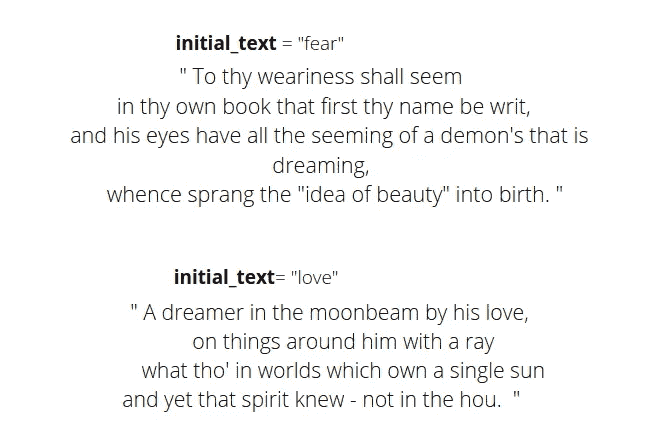 initial_text = "fear"
" To thy weariness shall seem
in thy own book that first thy name be writ,
and his eyes have all the seeming of a demon's that is
dreaming,
whence sprang the "idea of beauty" into birth. "
initial_text= "love"
" A dreamer in the moonbeam by his love,
on things around him with a ray
what tho' in worlds which own a single sun
and yet that spirit knew - not in the hou. "